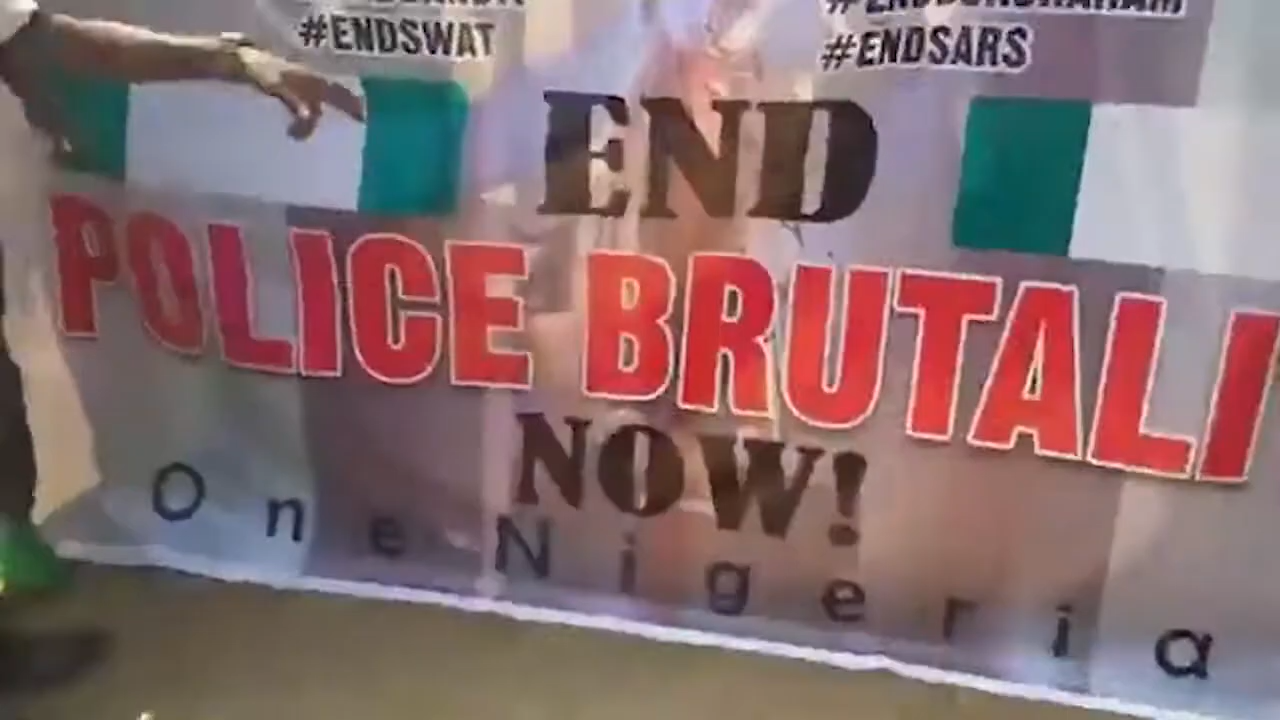 #ENDSWAT
#ENDSARS
END
POLICE BRUTALI
NOW!
One Nigeria